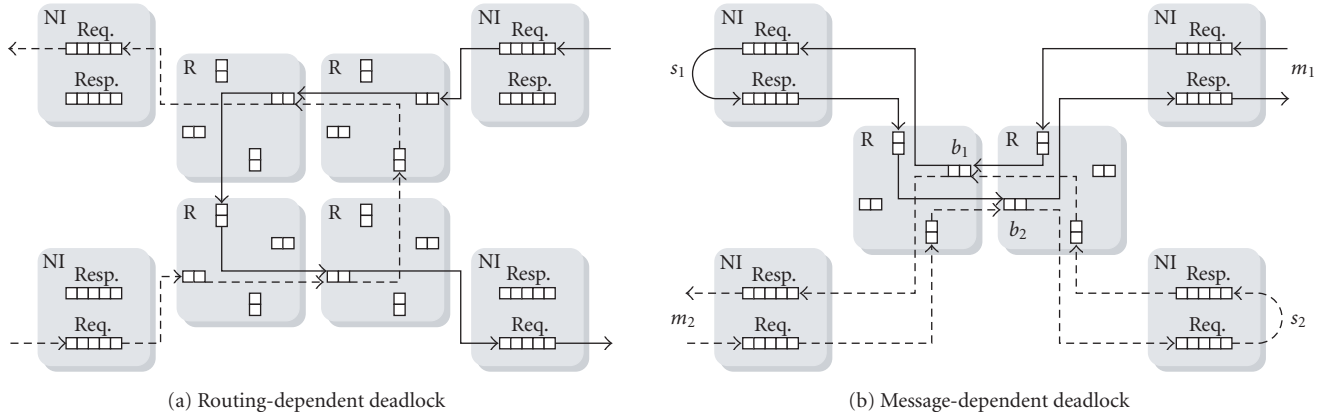 NI
Req.
Resp.
R
R
NI
Req.
Resp.
R
R
NI
Resp.
Req.
NI
Resp.
Req.
(a) Routing-dependent deadlock
NI
Req.
Resp.
s1
NI
Req.
Resp.
m1
R
b1
R
b2
NI
Resp.
Req.
m2
NI
Resp.
Req.
s2
(b) Message-dependent deadlock